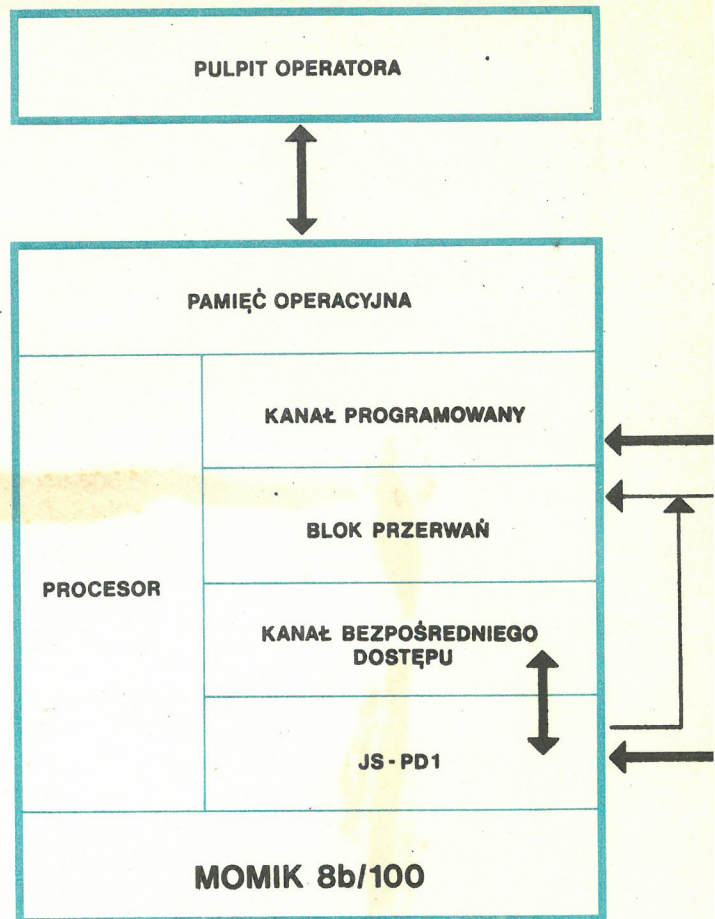 PULPIT OPERATORA
PAMIĘĆ OPERACYJNA
KANAŁ PROGRAMOWANY
BLOK PRZERWAŃ
PROCESOR
KANAŁ BEZPOŚREDNIEGO
DOSTĘPU
JS-PD1
MOMIK 8b/100